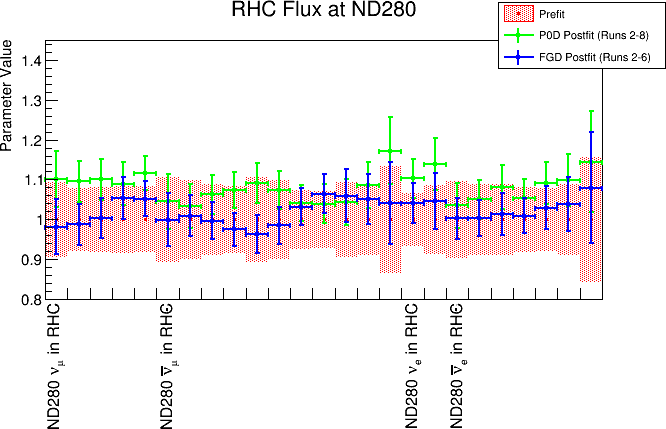 RHC Flux at ND280
Prefit
P0D Postfit (Runs 2-8)
FGD Postfit (Runs 2-6)
Parameter Value
1.4
1.3
1.2
1.1
1
0.9
0.8
ND280 νμ in RHC
ND280 ν̅μ in RHC
ND280 νe in RHC
ND280 ν̅e in RHC